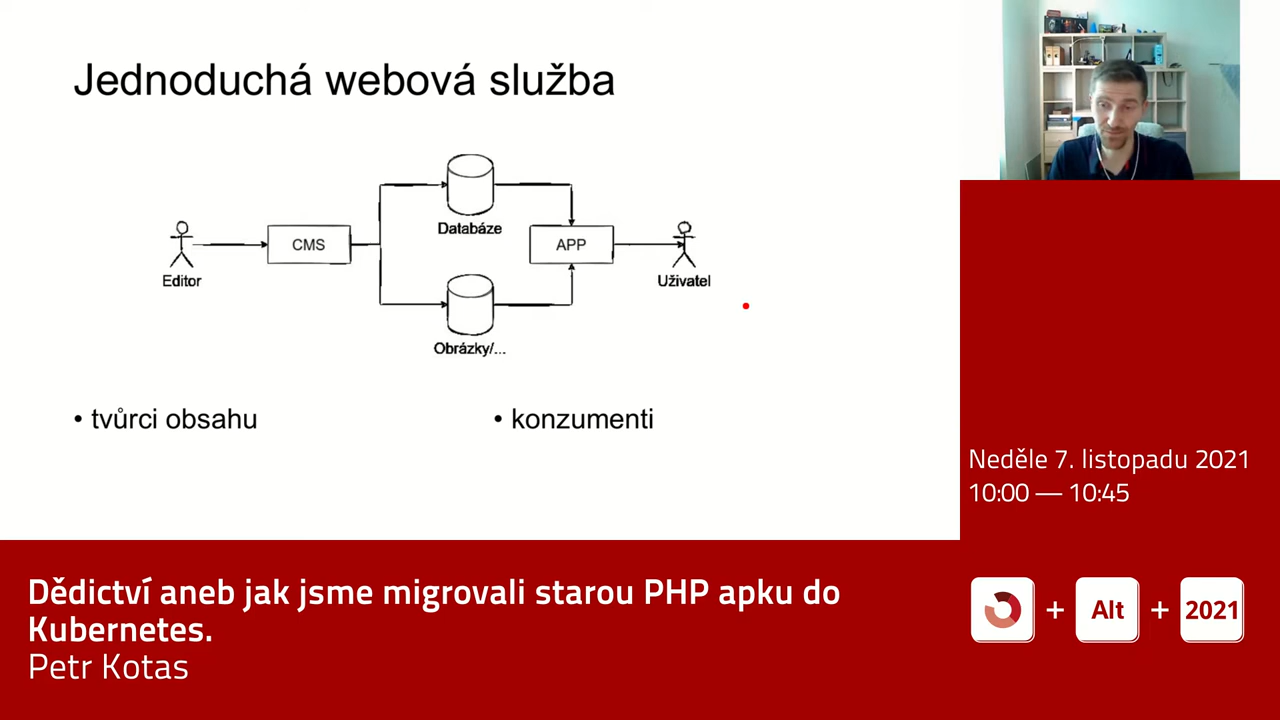 Jednoduchá webová služba
Databáze
CMS
APP
Editor
Uživatel
Obrázky/...
• tvůrci obsahu
• konzumenti
Neděle 7. listopadu 2021
10:00 — 10:45
Dědictví aneb jak jsme migrovali starou PHP apku do
Kubernetes.
Petr Kotas
+ Alt + 2021